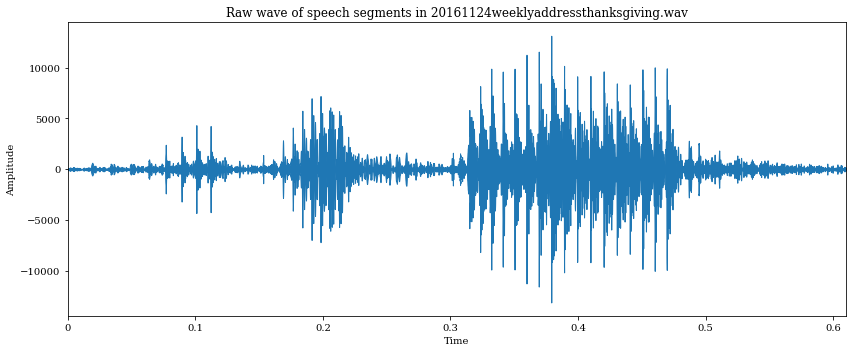 Raw wave of speech segments in 20161124weeklyaddressthanksgiving.wav
10000
5000
0
−5000
−10000
Amplitude
0 0.1 0.2 0.3 0.4 0.5 0.6
Time